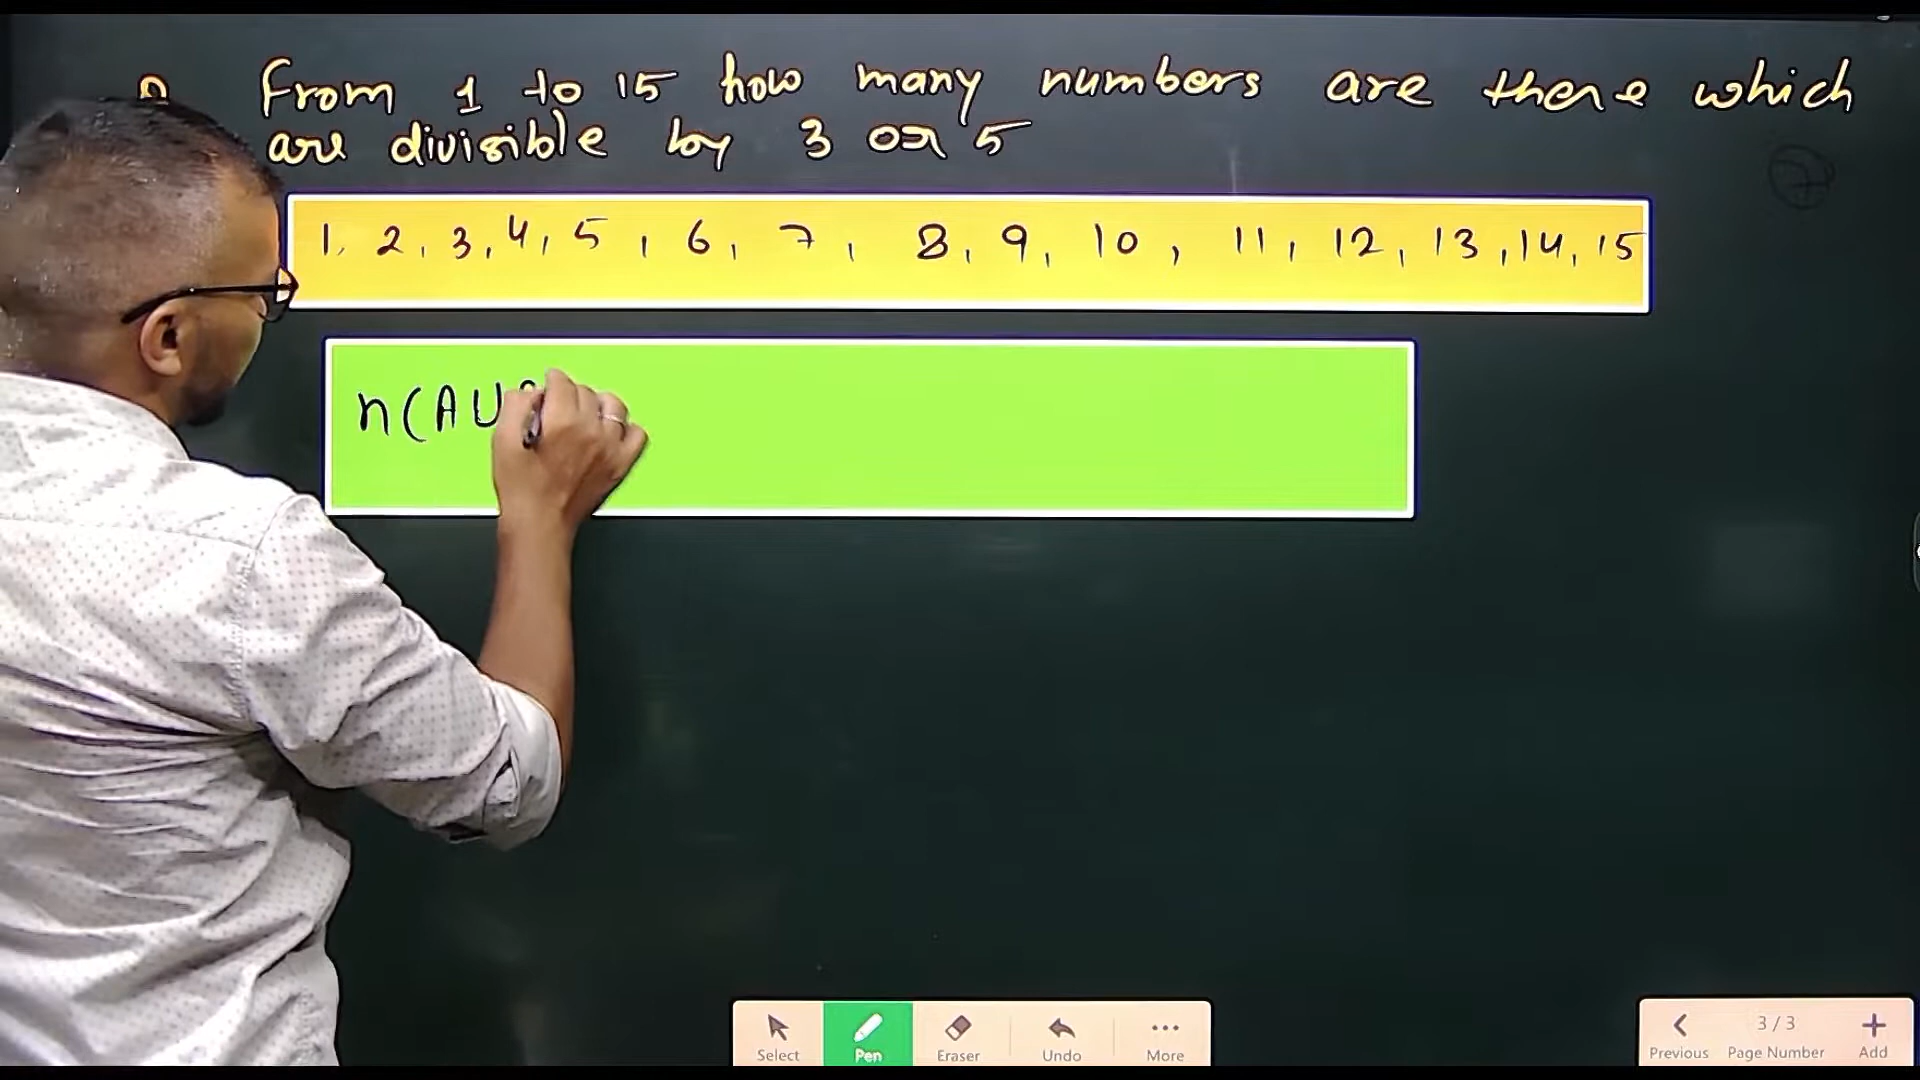 From 1 to 15 how many numbers are there which
are divisible by 3 or 5
1, 2, 3, 4, 5, 6, 7, 8, 9, 10, 11, 12, 13, 14, 15
n(AU
Select
Pen
Eraser
Undo
More
3 / 3
Previous
Page Number
Add